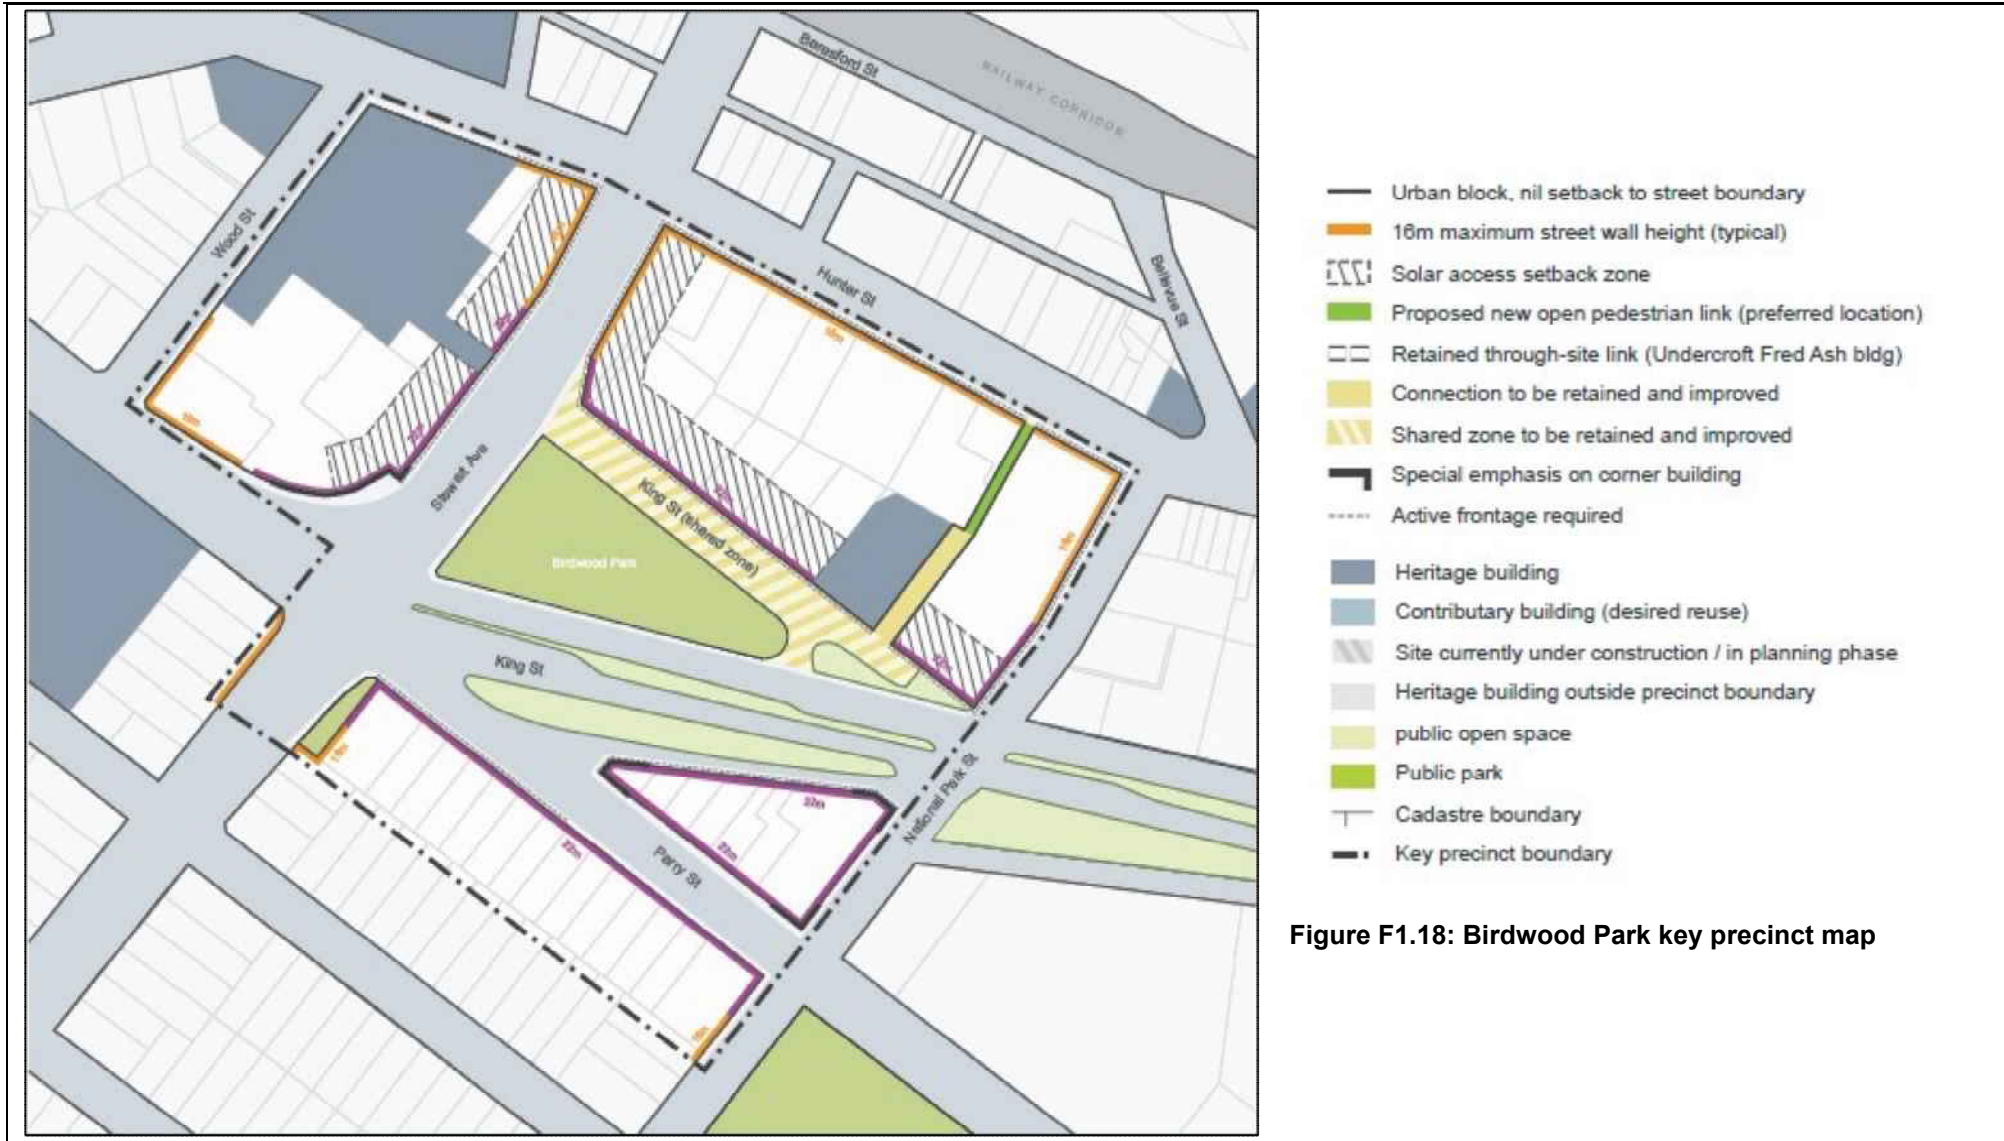 Beresford St
RAILWAY CORRIDOR
Wood St
Hunter St
Bellevue St
16m
Stewart Ave
King St (shared zone)
Birdwood Park
King St
16m
22m
22m
22m
Parry St
National Park St
16m
Urban block, nil setback to street boundary
16m maximum street wall height (typical)
Solar access setback zone
Proposed new open pedestrian link (preferred location)
Retained through-site link (Undercroft Fred Ash bldg)
Connection to be retained and improved
Shared zone to be retained and improved
Special emphasis on corner building
Active frontage required
Heritage building
Contributary building (desired reuse)
Site currently under construction / in planning phase
Heritage building outside precinct boundary
public open space
Public park
Cadastre boundary
Key precinct boundary
Figure F1.18: Birdwood Park key precinct map